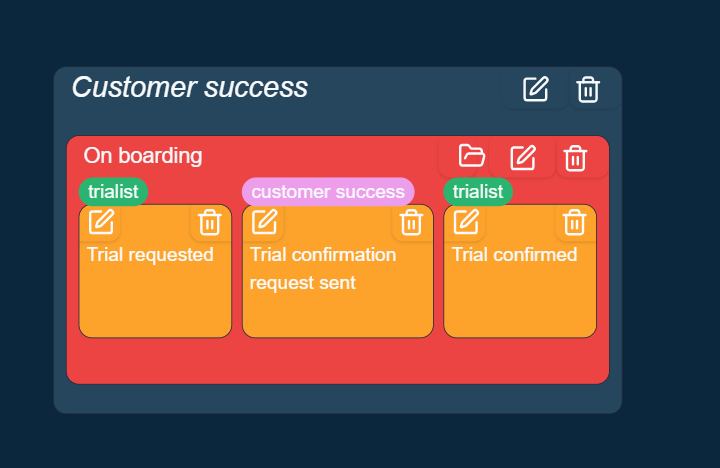 Customer success
On boarding
trialist
customer success
trialist
Trial requested
Trial confirmation
request sent
Trial confirmed